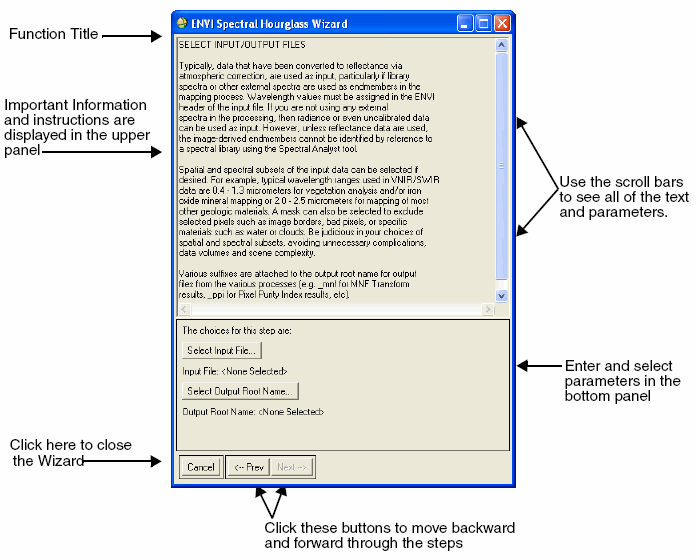 ENVI Spectral Hourglass Wizard
Function Title
SELECT INPUT/OUTPUT FILES
Typically, data that have been converted to reflectance via
atmospheric correction, are used as input, particularly if library
spectra or other external spectra are used as endmembers in the
mapping process. Wavelength values must be assigned in the ENVI
header of the input file. If you are not using any external
spectra in the processing, then radiance or even uncalibrated data
can be used as input. However, unless reflectance data are used,
the image-derived endmembers cannot be identified by reference to
a spectral library using the Spectral Analyst tool.
Important Information
and instructions are
displayed in the upper
panel
Spatial and spectral subsets of the input data can be selected if
desired. For example, typical wavelength ranges used in VNIR/SWIR
data are 0.4 - 1.3 micrometers for vegetation analysis and/or iron
oxide mineral mapping or 2.0 - 2.5 micrometers for mapping of most
other geologic materials. A mask can also be selected to exclude
selected pixels such as image borders, bad pixels, or specific
materials such as water or clouds. Be judicious in your choices of
spatial and spectral subsets, avoiding unnecessary complications,
data volumes and scene complexity.
Use the scroll bars
to see all of the text
and parameters.
Various suffixes are attached to the output root name for output
files from the various processes (e.g. _mnf for MNF Transform
results, _ppi for Pixel Purity Index results, etc).
The choices for this step are:
Select Input File...
Input File: <None Selected>
Select Output Root Name...
Output Root Name: <None Selected>
Enter and select
parameters in the
bottom panel
Click here to close
the Wizard
Cancel
<-- Prev
Next -->
Click these buttons to move backward
and forward through the steps